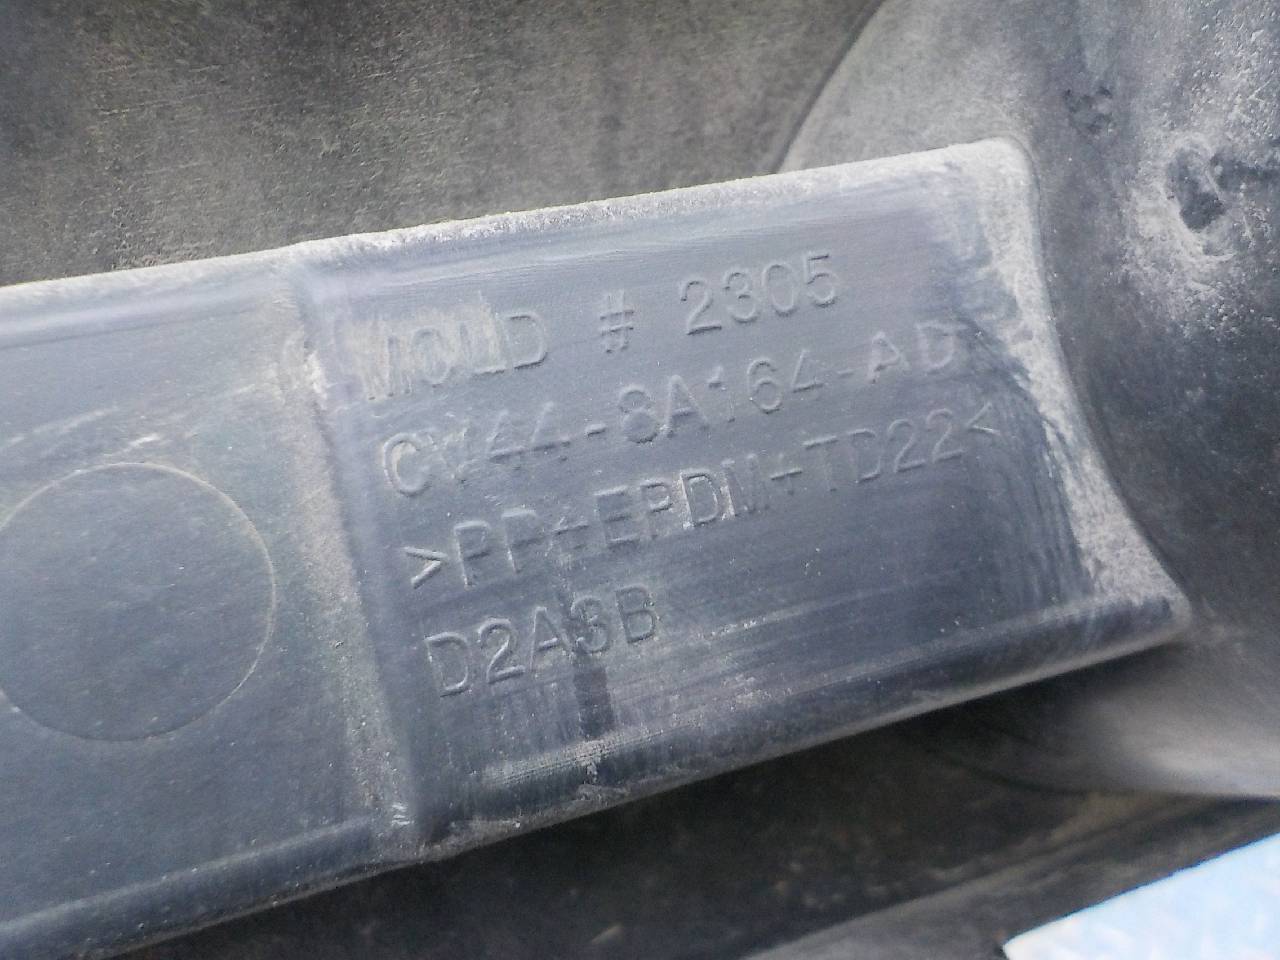 MOLD # 2305
CV44-8A164-AD
>PP+EPDM+TD22<
D2A3B